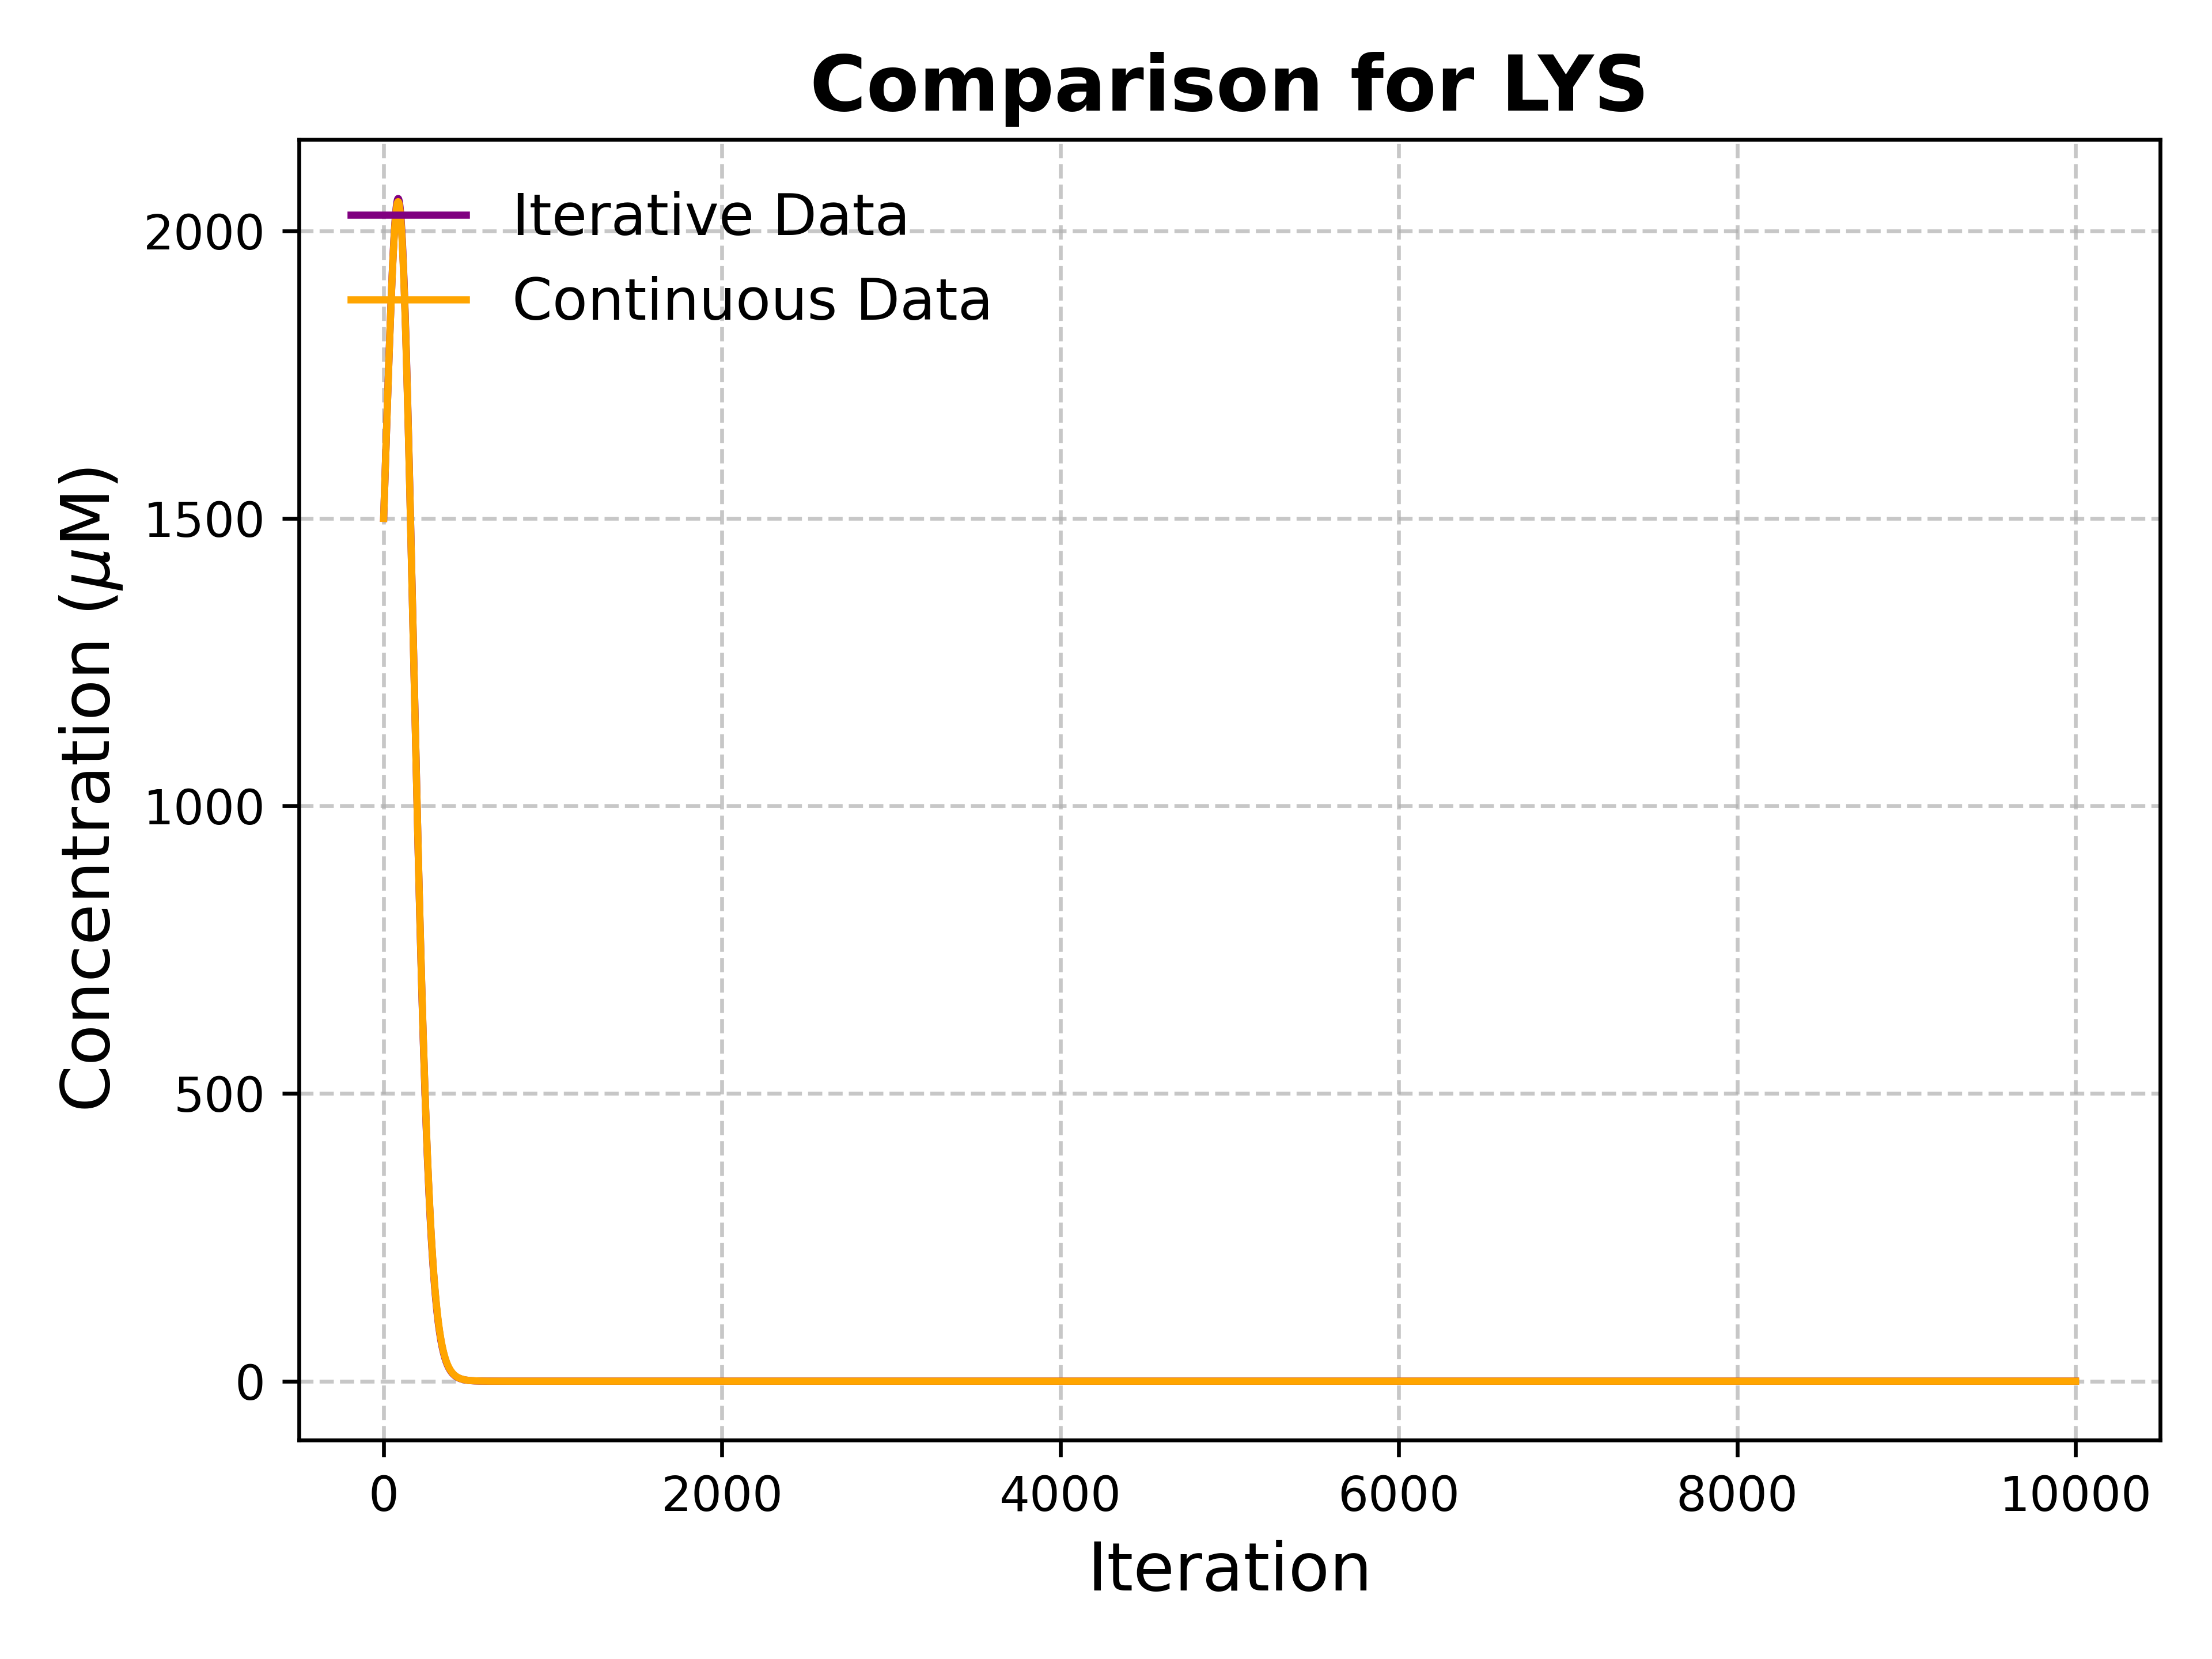 Comparison for LYS
Iterative Data
Continuous Data
Concentration (μM)
2000
1500
1000
500
0
0 2000 4000 6000 8000 10000
Iteration